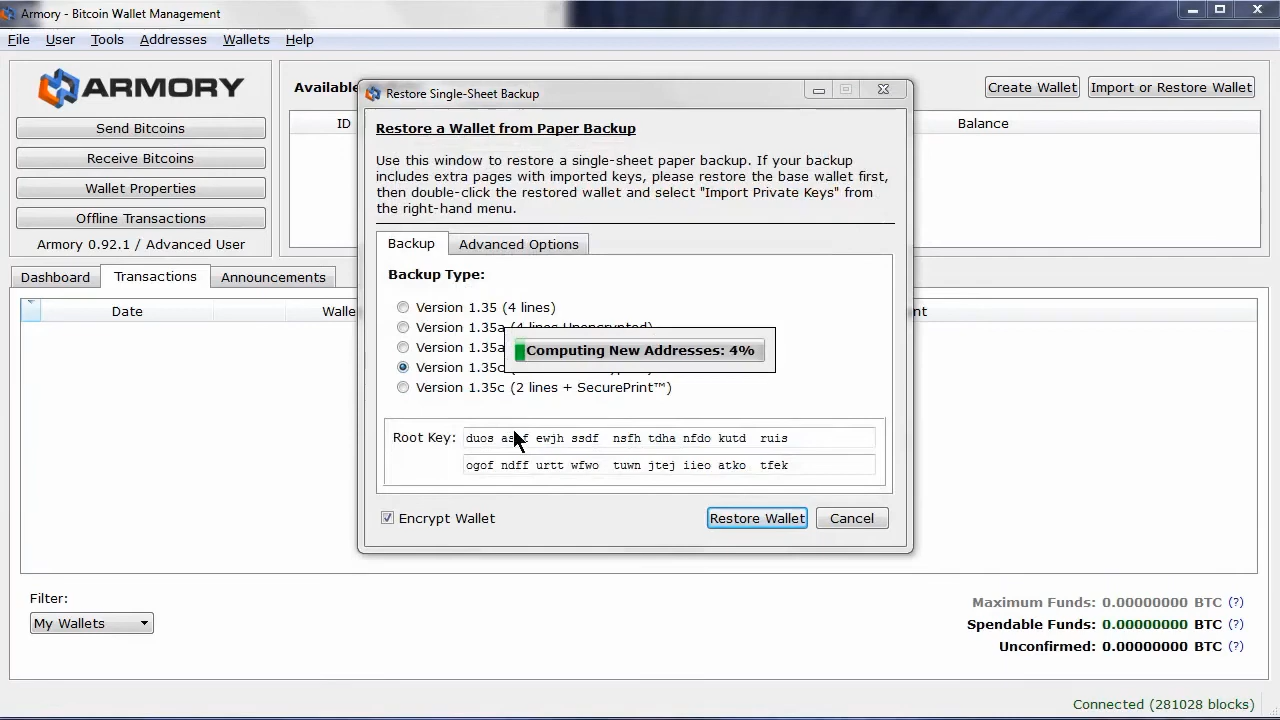 Armory - Bitcoin Wallet Management
File User Tools Addresses Wallets Help
ARMORY
Send Bitcoins
Receive Bitcoins
Wallet Properties
Offline Transactions
Armory 0.92.1 / Advanced User
Available
Create Wallet
Import or Restore Wallet
ID
Balance
Dashboard
Transactions
Announcements
Date
Filter:
My Wallets
Restore Single-Sheet Backup
Restore a Wallet from Paper Backup
Use this window to restore a single-sheet paper backup. If your backup
includes extra pages with imported keys, please restore the base wallet first,
then double-click the restored wallet and select "Import Private Keys" from
the right-hand menu.
Backup
Advanced Options
Backup Type:
Version 1.35 (4 lines)
Version 1.35a (4 lines Unencrypted)
Version 1.35a
Computing New Addresses: 4%
Version 1.35c
Version 1.35c (2 lines + SecurePrint™)
Root Key: duos ewjh ssdf nsfh tdha nfdo kutd ruis
ogof ndff urtt wfwo tuwn jtej iieo atko tfek
Encrypt Wallet
Restore Wallet
Cancel
Maximum Funds: 0.00000000 BTC (?)
Spendable Funds: 0.00000000 BTC (?)
Unconfirmed: 0.00000000 BTC (?)
Connected (281028 blocks)